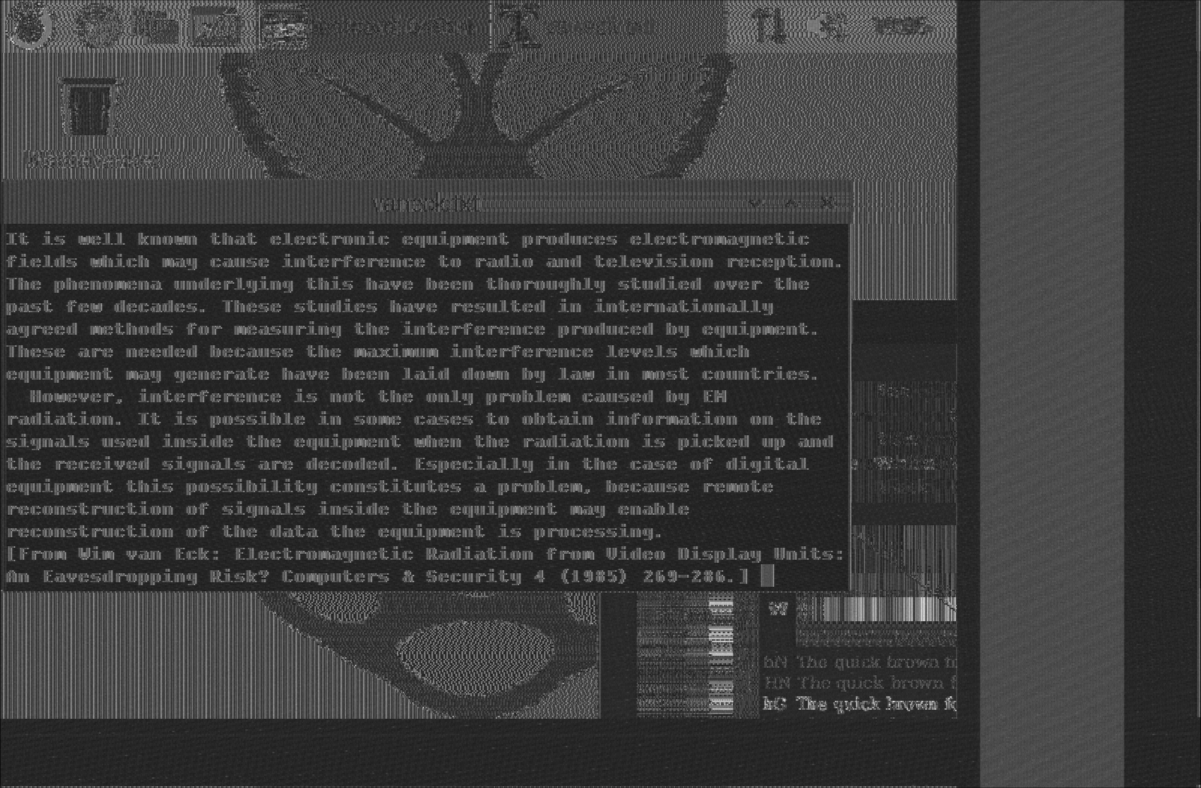 vaneck.txt
It is well known that electronic equipment produces electromagnetic
fields which may cause interference to radio and television reception.
The phenomena underlying this have been thoroughly studied over the
past few decades. These studies have resulted in internationally
agreed methods for measuring the interference produced by equipment.
These are needed because the maximum interference levels which
equipment may generate have been laid down by law in most countries.
However, interference is not the only problem caused by EM
radiation. It is possible in some cases to obtain information on the
signals used inside the equipment when the radiation is picked up and
the received signals are decoded. Especially in the case of digital
equipment this possibility constitutes a problem, because remote
reconstruction of signals inside the equipment may enable
reconstruction of the data the equipment is processing.
[From Wim van Eck: Electromagnetic Radiation from Video Display Units:
An Eavesdropping Risk? Computers & Security 4 (1985) 269-286.]
W
hN The quick brown
HN The quick brown
hG The quick brown